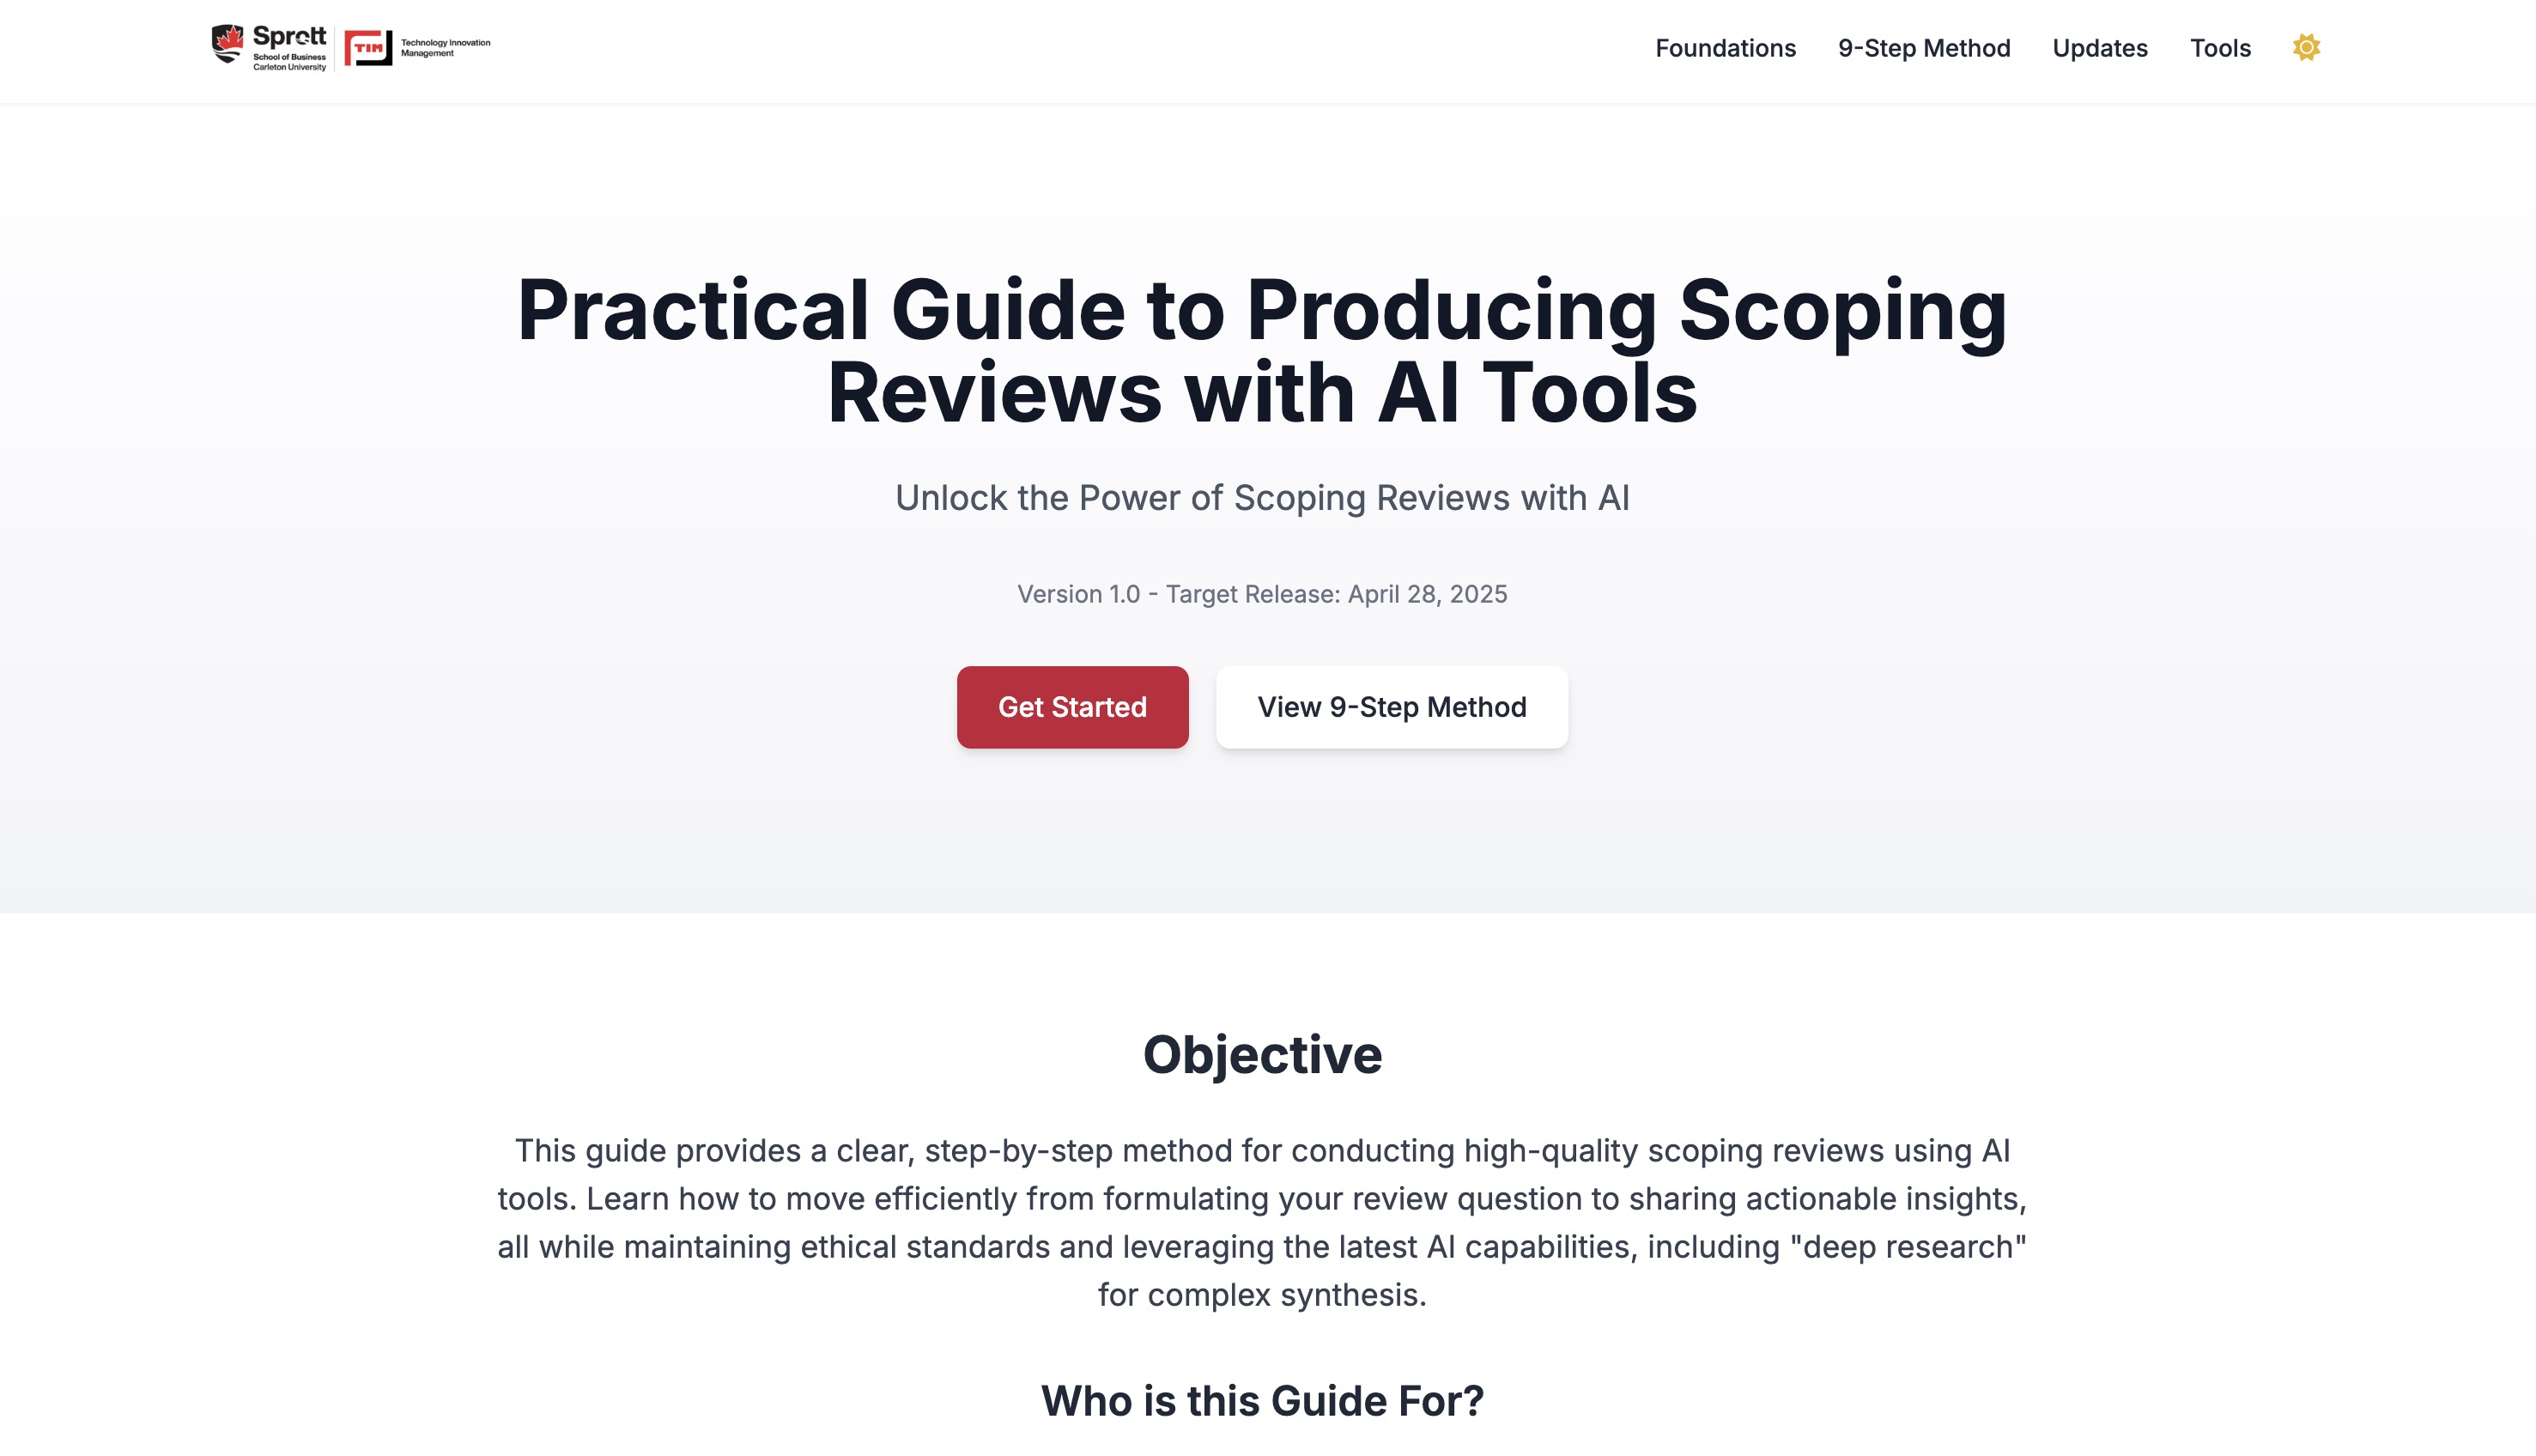 Sprott
School of Business
Carleton University
TIM
Technology Innovation
Management
Foundations
9-Step Method
Updates
Tools
Practical Guide to Producing Scoping
Reviews with AI Tools
Unlock the Power of Scoping Reviews with AI
Version 1.0 - Target Release: April 28, 2025
Get Started
View 9-Step Method
Objective
This guide provides a clear, step-by-step method for conducting high-quality scoping reviews using AI
tools. Learn how to move efficiently from formulating your review question to sharing actionable insights,
all while maintaining ethical standards and leveraging the latest AI capabilities, including "deep research"
for complex synthesis.
Who is this Guide For?